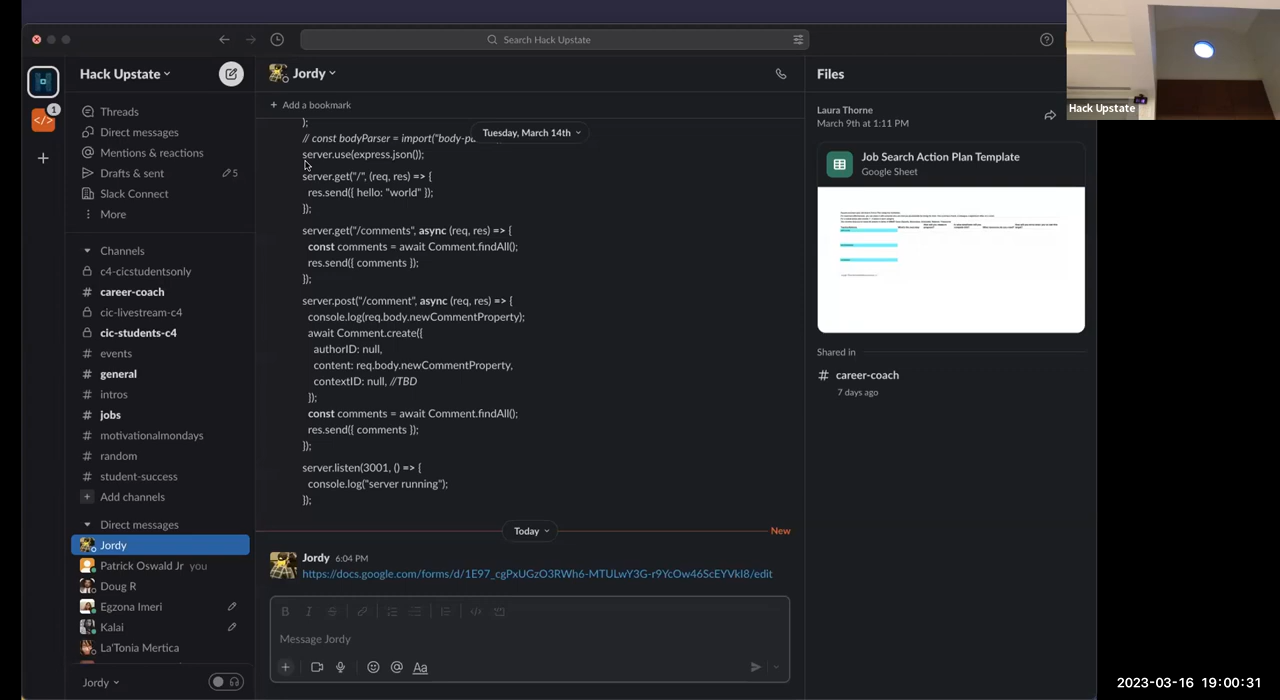 Search Hack Upstate
Hack Upstate
Threads
Direct messages
Mentions & reactions
Drafts & sent
5
Slack Connect
More
Channels
c4-cicstudentsonly
career-coach
cic-livestream-c4
cic-students-c4
events
general
intros
jobs
motivationalmondays
random
student-success
Add channels
Direct messages
Jordy
Patrick Oswald Jr you
Doug R
Egzona Imeri
Kalai
La'Tonia Mertica
Jordy
1
Jordy
+ Add a bookmark
Tuesday, March 14th
);
// const bodyParser = import("body-pa
server.use(express.json());
server.get("/", (req, res) => {
res.send({ hello: "world" });
});
server.get("/comments", async (req, res) => {
const comments = await Comment.findAll();
res.send({ comments });
});
server.post("/comment", async (req, res) => {
console.log(req.body.newCommentProperty);
await Comment.create({
authorID: null,
content: req.body.newCommentProperty,
contextID: null, //TBD
});
const comments = await Comment.findAll();
res.send({ comments });
});
server.listen(3001, () => {
console.log("server running");
});
Today
New
Jordy 6:04 PM
https://docs.google.com/forms/d/1E97_cgPxUGzO3RWh6-MTULwY3G-r9YcOw46ScEYVkI8/edit
Message Jordy
Aa
Files
Laura Thorne
March 9th at 1:11 PM
Job Search Action Plan Template
Google Sheet
Shared in
# career-coach
7 days ago
Hack Upstate
2023-03-16 19:00:31